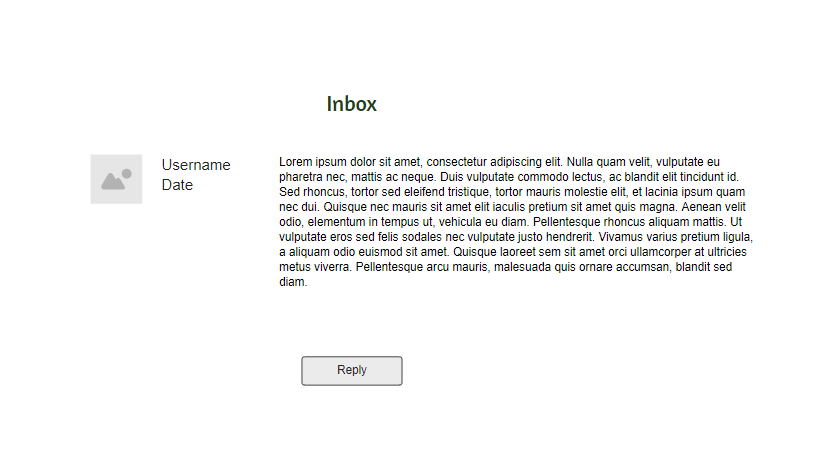 Inbox
Username
Date
Lorem ipsum dolor sit amet, consectetur adipiscing elit. Nulla quam velit, vulputate eu
pharetra nec, mattis ac neque. Duis vulputate commodo lectus, ac blandit elit tincidunt id.
Sed rhoncus, tortor sed eleifend tristique, tortor mauris molestie elit, et lacinia ipsum quam
nec dui. Quisque nec mauris sit amet elit iaculis pretium sit amet quis magna. Aenean velit
odio, elementum in tempus ut, vehicula eu diam. Pellentesque rhoncus aliquam mattis. Ut
vulputate eros sed felis sodales nec vulputate justo hendrerit. Vivamus varius pretium ligula,
a aliquam odio euismod sit amet. Quisque laoreet sem sit amet orci ullamcorper at ultricies
metus viverra. Pellentesque arcu mauris, malesuada quis ornare accumsan, blandit sed
diam.
Reply